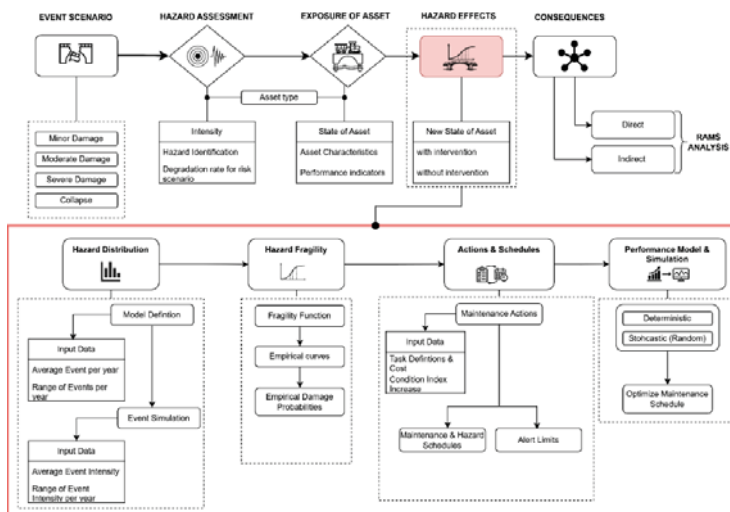 EVENT SCENARIO
HAZARD ASSESSMENT
EXPOSURE OF ASSET
HAZARD EFFECTS
CONSEQUENCES
Asset type
Minor Damage
Moderate Damage
Severe Damage
Collapse
Intensity
Hazard Identification
Degradation rate for risk
scenario
State of Asset
Asset Characteristics
Performance indicators
New State of Asset
with intervention
without intervention
Direct
Indirect
RAMS
ANALYSIS
Hazard Distribution
Hazard Fragility
Actions & Schedules
Performance Model &
Simulation
Model Defintion
Input Data
Average Event per year
Range of Events per
year
Event Simulation
Input Data
Average Event Intensity
Range of Event
Intensity per year
Fragility Function
Empirical curves
Empirical Damage
Probabilities
Maintenance Actions
Input Data
Task Defintions &
Cost
Condition Index
Increase
Maintenance & Hazard
Schedules
Alert Limits
Deterministic
Stohcastic (Random)
Optimize Maintenance
Schedule